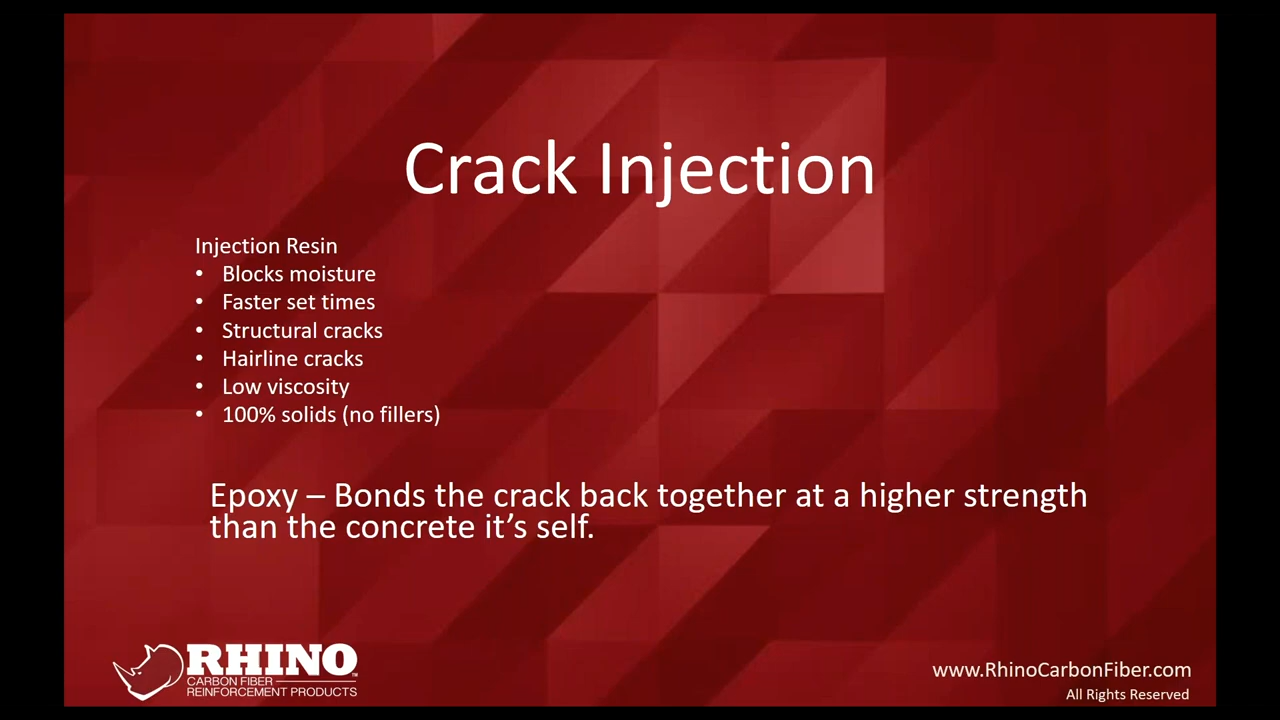 Crack Injection
Injection Resin
• Blocks moisture
• Faster set times
• Structural cracks
• Hairline cracks
• Low viscosity
• 100% solids (no fillers)
Epoxy – Bonds the crack back together at a higher strength
than the concrete it’s self.
RHINO™
CARBON FIBER
REINFORCEMENT PRODUCTS
www.RhinoCarbonFiber.com
All Rights Reserved